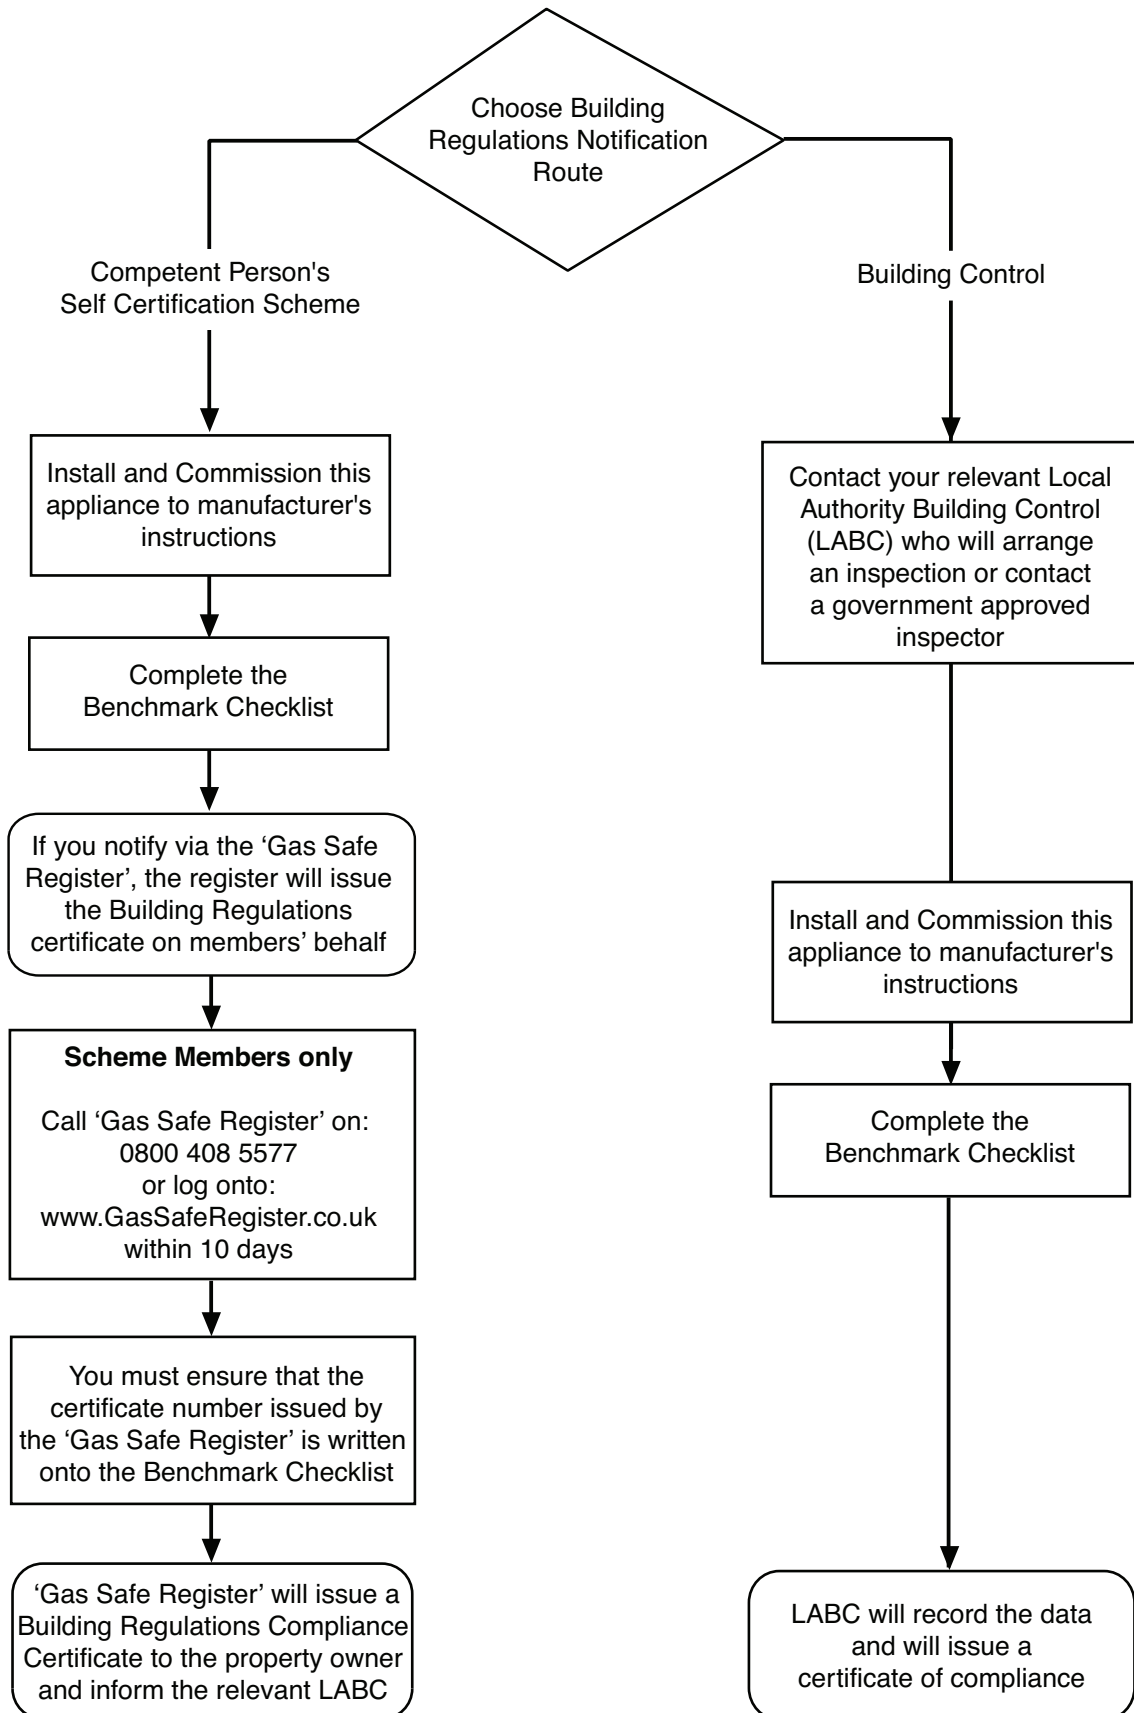 Choose Building
Regulations Notification
Route
Competent Person's
Self Certification Scheme
Building Control
Install and Commission this
appliance to manufacturer's
instructions
Complete the
Benchmark Checklist
If you notify via the ‘Gas Safe
Register’, the register will issue
the Building Regulations
certificate on members’ behalf
Scheme Members only
Call ‘Gas Safe Register’ on:
0800 408 5577
or log onto:
www.GasSafeRegister.co.uk
within 10 days
You must ensure that the
certificate number issued by
the ‘Gas Safe Register’ is written
onto the Benchmark Checklist
‘Gas Safe Register’ will issue a
Building Regulations Compliance
Certificate to the property owner
and inform the relevant LABC
Contact your relevant Local
Authority Building Control
(LABC) who will arrange
an inspection or contact
a government approved
inspector
Install and Commission this
appliance to manufacturer's
instructions
Complete the
Benchmark Checklist
LABC will record the data
and will issue a
certificate of compliance